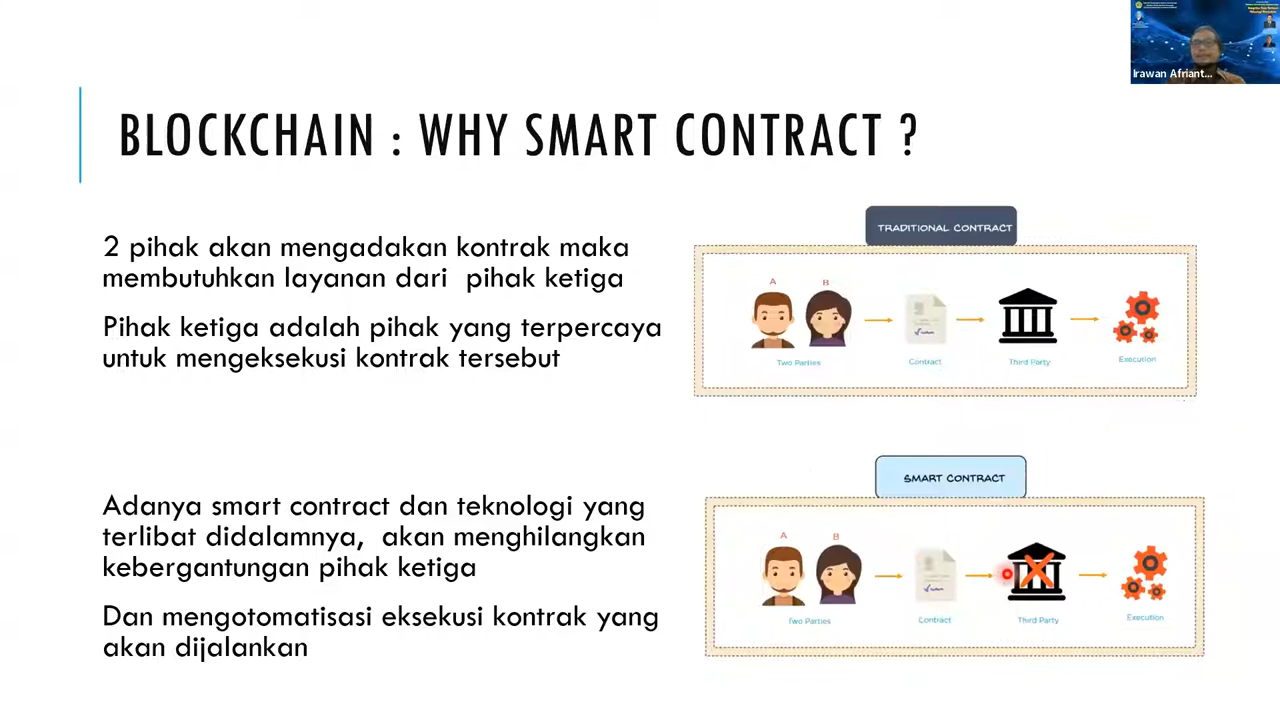 Irawan Afriant...
BLOCKCHAIN : WHY SMART CONTRACT ?
2 pihak akan mengadakan kontrak maka
membutuhkan layanan dari pihak ketiga
Pihak ketiga adalah pihak yang terpercaya
untuk mengeksekusi kontrak tersebut
TRADITIONAL CONTRACT
A
B
Two Parties
Contract
Third Party
Execution
Adanya smart contract dan teknologi yang
terlibat didalamnya, akan menghilangkan
kebergantungan pihak ketiga
Dan mengotomatisasi eksekusi kontrak yang
akan dijalankan
SMART CONTRACT
A
B
Two Parties
Contract
Third Party
Execution